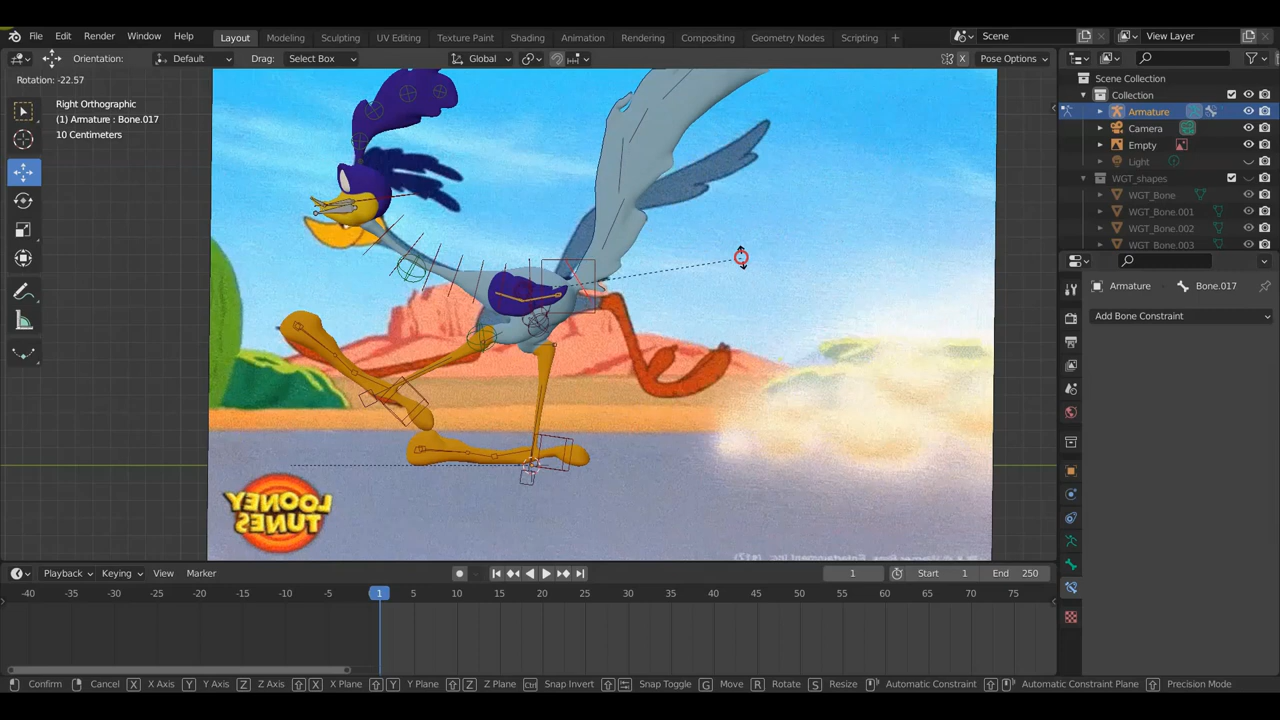 File Edit Render Window Help Layout Modeling Sculpting UV Editing Texture Paint Shading Animation Rendering Compositing Geometry Nodes Scripting + Scene View Layer
Orientation: Default Drag: Select Box Global X Pose Options
Rotation: -22.57
Right Orthographic
(1) Armature : Bone.017
10 Centimeters
Scene Collection
Collection
Armature
Camera
Empty
Light
WGT_shapes
WGT_Bone
WGT_Bone.001
WGT_Bone.002
WGT_Bone.003
Armature Bone.017
Add Bone Constraint
LOONEY
TUNES
Playback Keying View Marker 1 Start 1 End 250
-40 -35 -30 -25 -20 -15 -10 -5 1 5 10 15 20 25 30 35 40 45 50 55 60 65 70 75
Confirm Cancel X X Axis Y Y Axis Z Z Axis X X Plane Y Y Plane Z Z Plane Ctrl Snap Invert Snap Toggle G Move R Rotate S Resize Automatic Constraint Automatic Constraint Plane Precision Mode